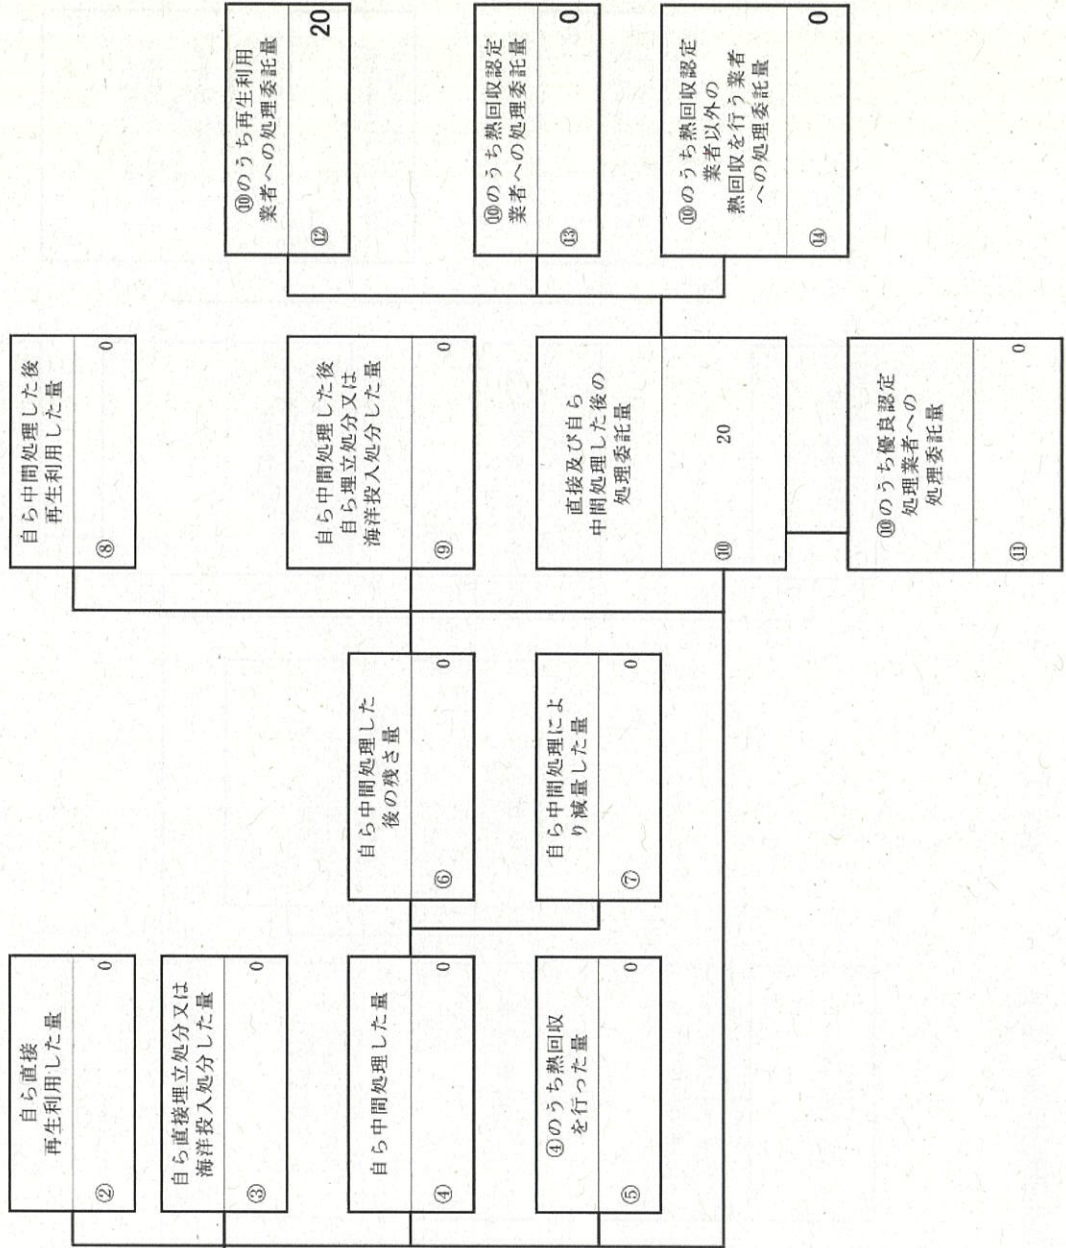 自ら直接
再生利用した量
② 0
自ら直接埋立処分又は
海洋投入処分した量
③ 0
自ら中間処理した量
④ 0
④のうち熱回収
を行った量
⑤ 0
自ら中間処理した
後の残さ量
⑥ 0
自ら中間処理によ
り減量した量
⑦ 0
自ら中間処理した後
再生利用した量
⑧ 0
自ら中間処理した後
自ら埋立処分又は
海洋投入処分した量
⑨ 0
直接及び自ら
中間処理した後の
処理委託量
⑩ 20
⑩のうち優良認定
処理業者への
処理委託量
⑪ 0
⑩のうち再生利用
業者への処理委託量
⑫ 20
⑩のうち熱回収認定
業者への処理委託量
⑬ 0
⑩のうち熱回収認定
業者以外の
熱回収を行う業者
への処理委託量
⑭ 0